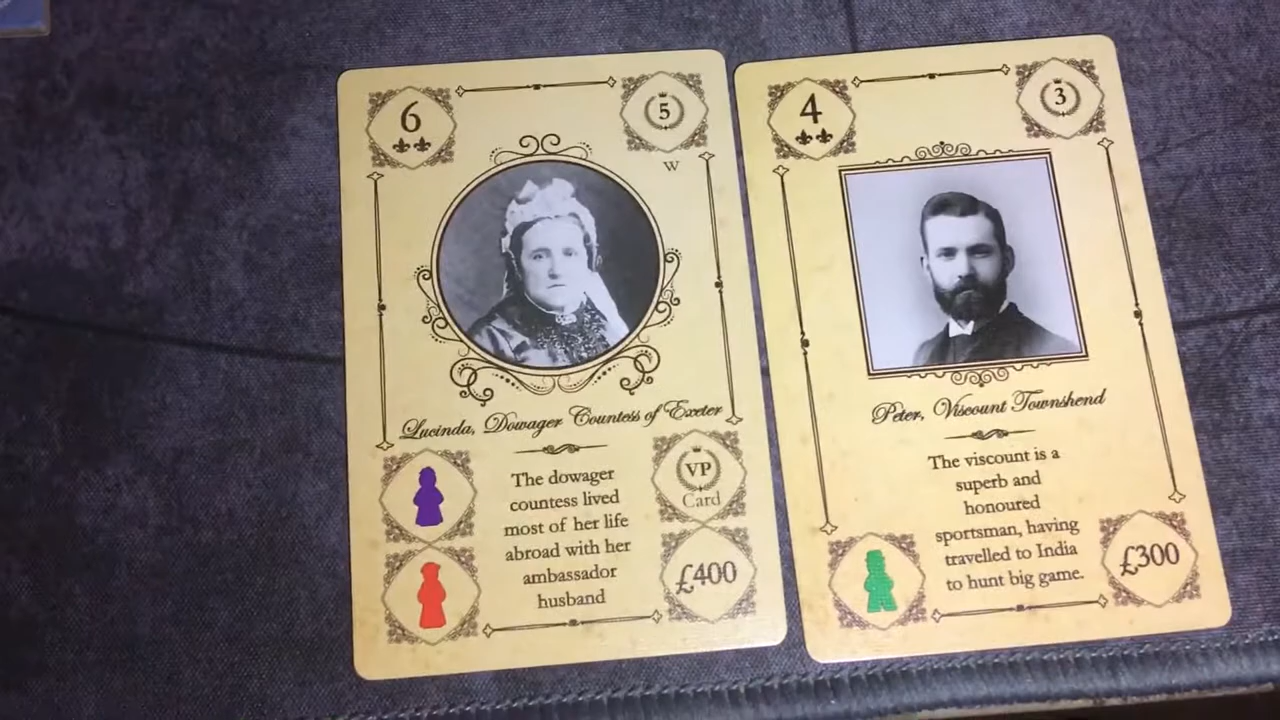 6
5
W
Lucinda, Dowager Countess of Exeter
The dowager
countess lived
most of her life
abroad with her
ambassador
husband
VP
Card
£400
4
3
Peter, Viscount Townshend
The viscount is a
superb and
honoured
sportsman, having
travelled to India
to hunt big game.
£300